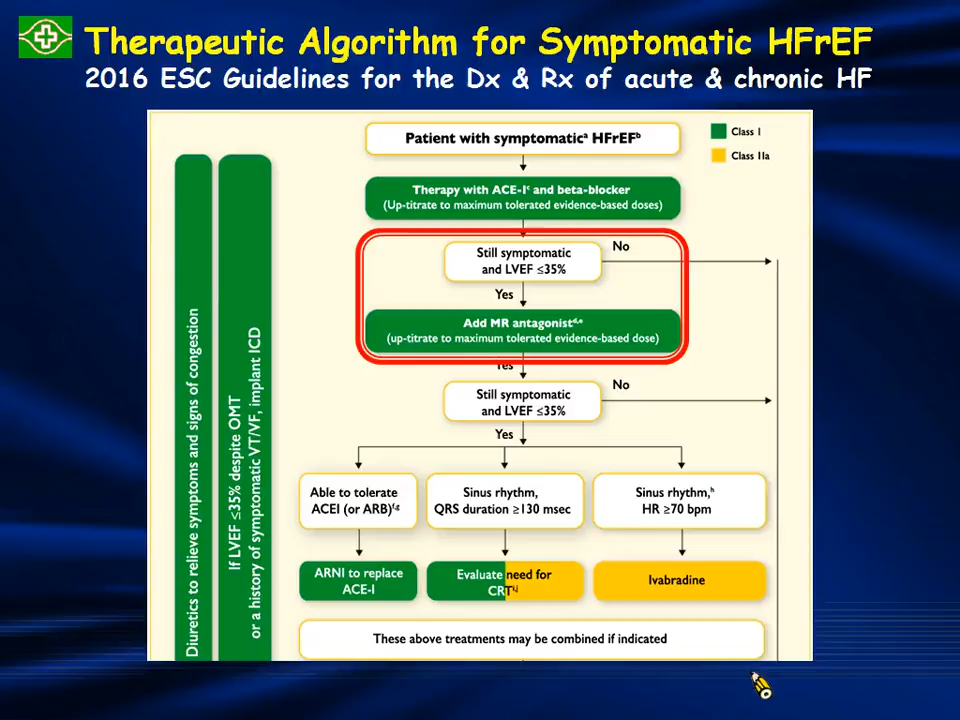 Therapeutic Algorithm for Symptomatic HFrEF
2016 ESC Guidelines for the Dx & Rx of acute & chronic HF
Patient with symptomaticᵃ HFrEFᵇ
Class I
Class IIa
Therapy with ACE-Iᶜ and beta-blocker
(Up-titrate to maximum tolerated evidence-based doses)
Still symptomatic
and LVEF ≤35%
No
Yes
Add MR antagonistᵈ,ᵉ
(up-titrate to maximum tolerated evidence-based dose)
Yes
Still symptomatic
and LVEF ≤35%
No
Yes
Able to tolerate
ACEI (or ARB)ᶠ,ᵍ
Sinus rhythm,
QRS duration ≥130 msec
Sinus rhythm,ʰ
HR ≥70 bpm
ARNI to replace
ACE-I
Evaluate need for
CRTⁱ,ʲ
Ivabradine
These above treatments may be combined if indicated
Diuretics to relieve symptoms and signs of congestion
If LVEF ≤35% despite OMT
or a history of symptomatic VT/VF, implant ICD